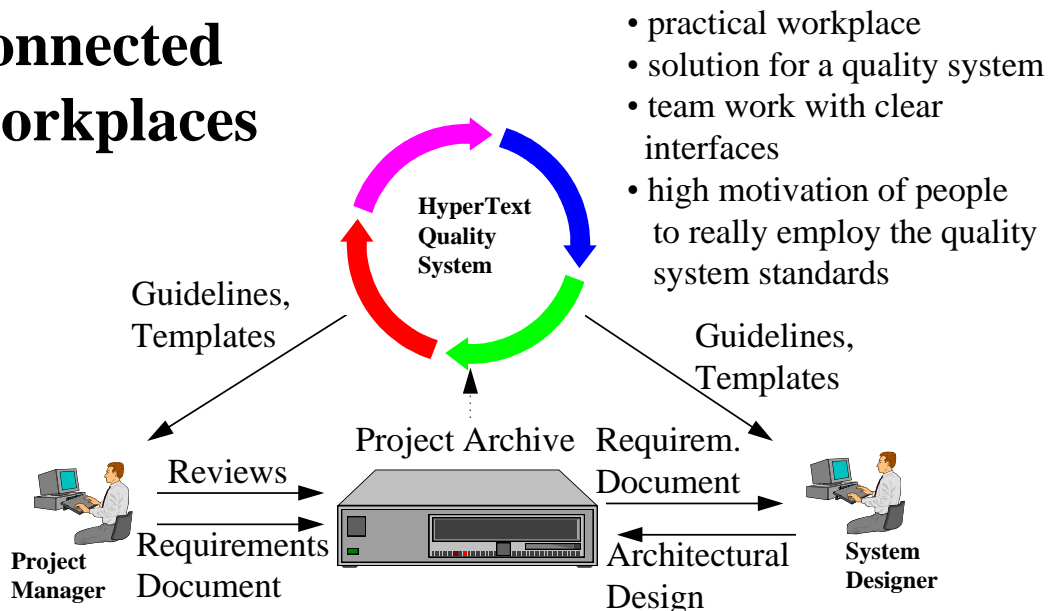 onnected
orkplaces
• practical workplace
• solution for a quality system
• team work with clear
interfaces
• high motivation of people
to really employ the quality
system standards
HyperText
Quality
System
Guidelines,
Templates
Guidelines,
Templates
Project Archive
Requirem.
Document
Reviews
Requirements
Document
Architectural
Design
Project
Manager
System
Designer